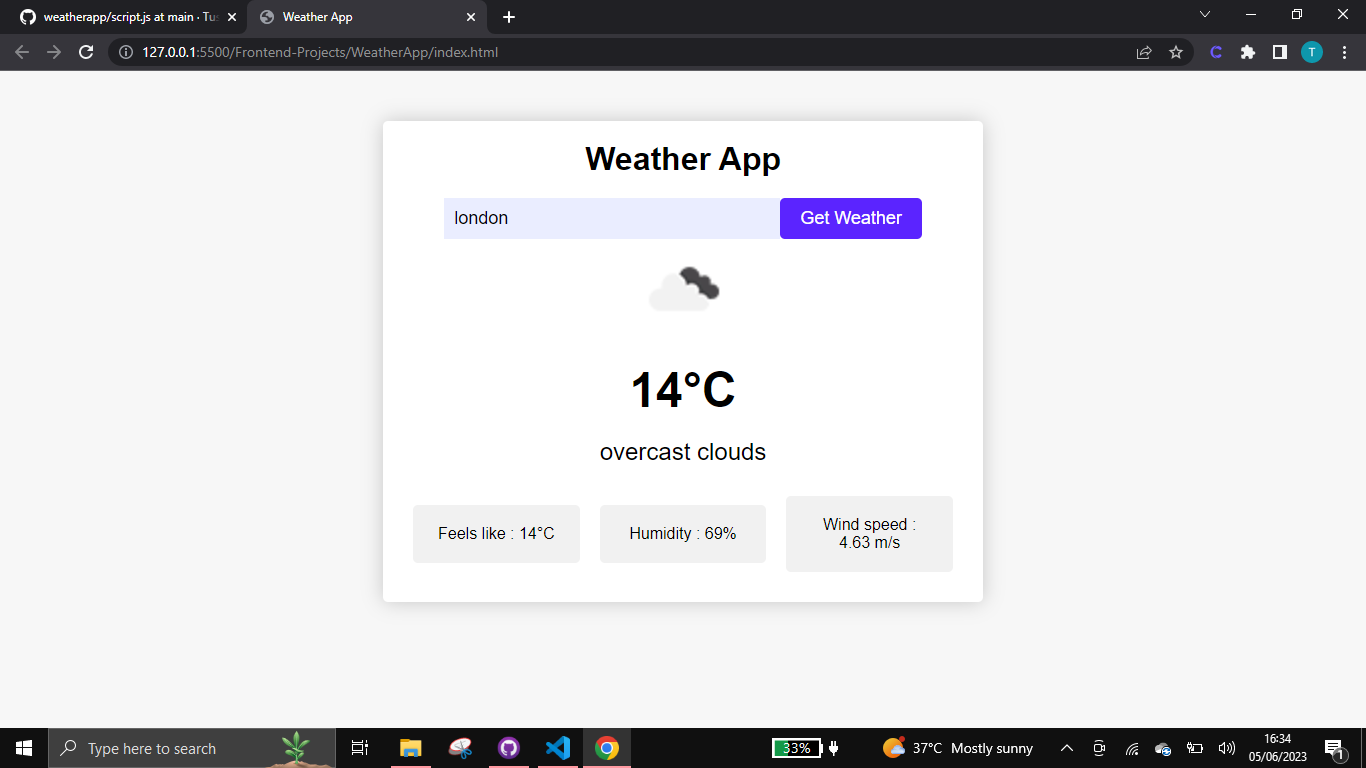 weatherapp/script.js at main · Tus
Weather App
127.0.0.1:5500/Frontend-Projects/WeatherApp/index.html
T
Weather App
london
Get Weather
14°C
overcast clouds
Feels like : 14°C
Humidity : 69%
Wind speed :
4.63 m/s
Type here to search
33%
37°C Mostly sunny
16:34
05/06/2023
1